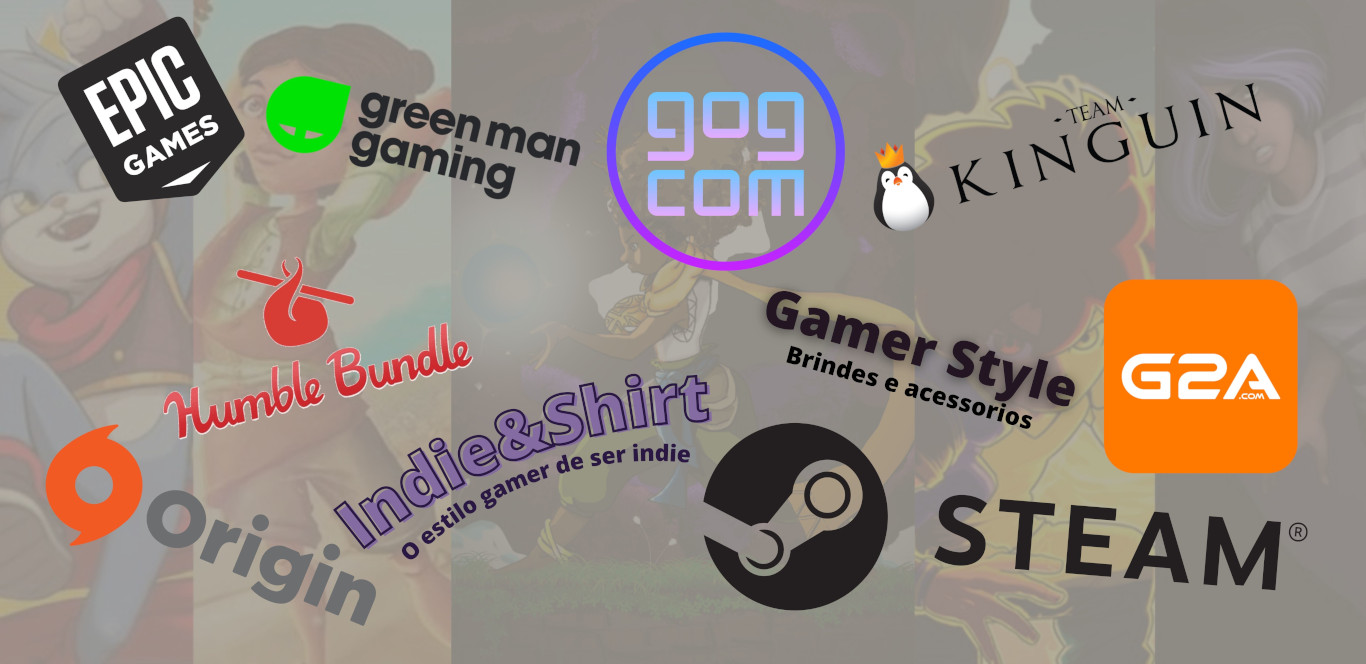 EPIC
GAMES
green man
gaming
gog
com
TEAM
KINGUIN
Humble Bundle
Gamer Style
Brindes e acessorios
G2A
.COM
Indie&Shirt
O estilo gamer de ser indie
origin
STEAM®